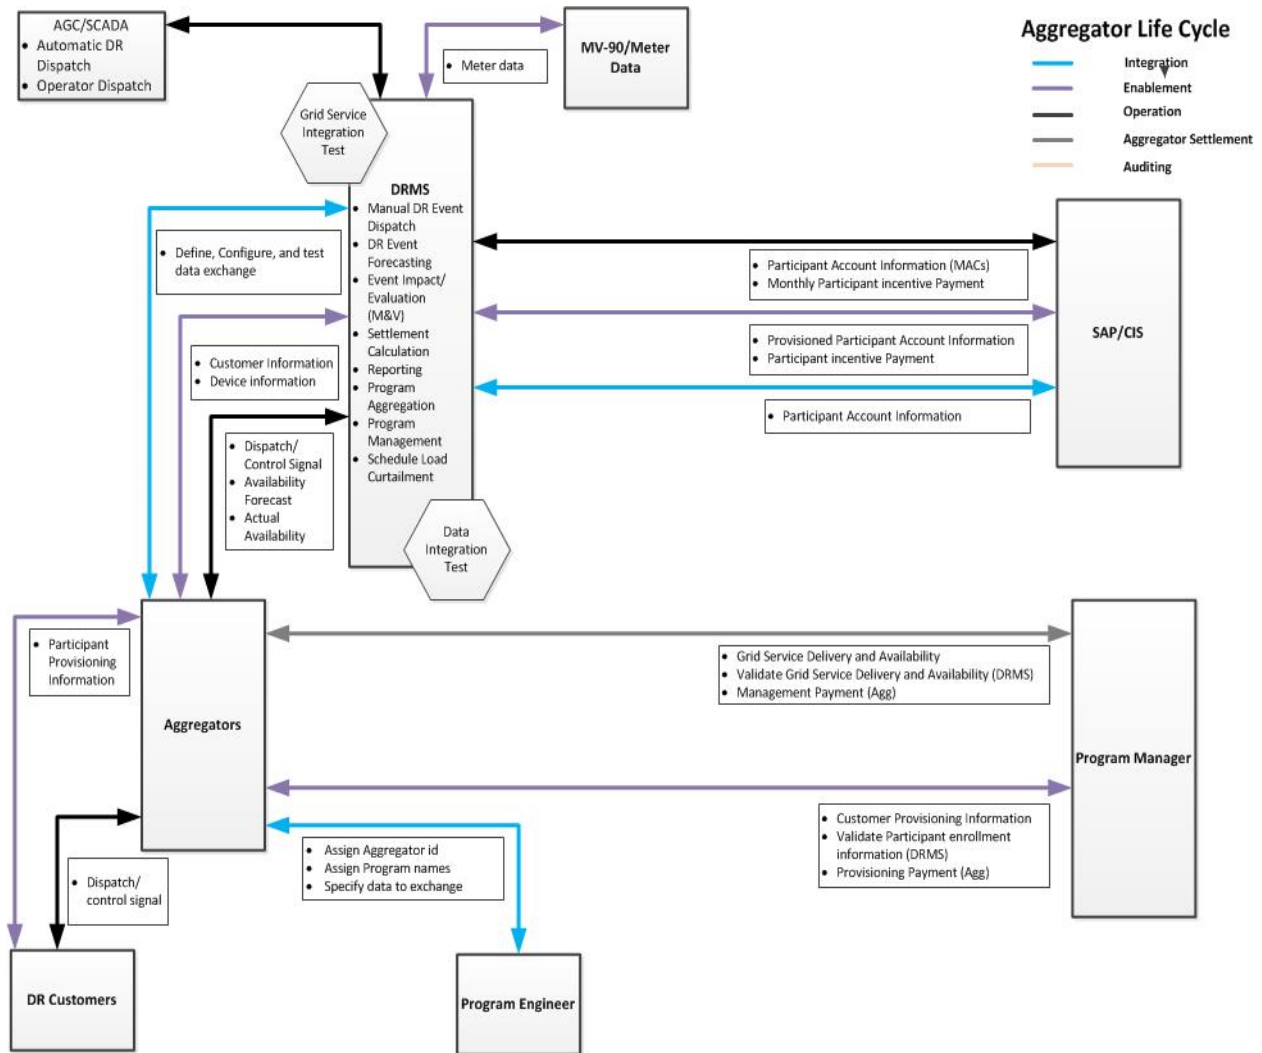 AGC/SCADA
• Automatic DR
Dispatch
• Operator Dispatch
• Meter data
MV-90/Meter
Data
Aggregator Life Cycle
Integration
Enablement
Operation
Aggregator Settlement
Auditing
Grid Service
Integration
Test
DRMS
• Manual DR Event
Dispatch
• DR Event
Forecasting
• Event Impact/
Evaluation
(M&V)
• Settlement
Calculation
• Reporting
• Program
Aggregation
• Program
Management
• Schedule Load
Curtailment
• Define, Configure, and test
data exchange
• Customer Information
• Device information
• Dispatch/
Control Signal
• Availability
Forecast
• Actual
Availability
Data
Integration
Test
• Participant Account Information (MACs)
• Monthly Participant incentive Payment
• Provisioned Participant Account Information
• Participant incentive Payment
• Participant Account Information
SAP/CIS
• Participant
Provisioning
Information
Aggregators
• Grid Service Delivery and Availability
• Validate Grid Service Delivery and Availability (DRMS)
• Management Payment (Agg)
Program Manager
• Customer Provisioning Information
• Validate Participant enrollment
information (DRMS)
• Provisioning Payment (Agg)
• Assign Aggregator id
• Assign Program names
• Specify data to exchange
• Dispatch/
control signal
DR Customers
Program Engineer